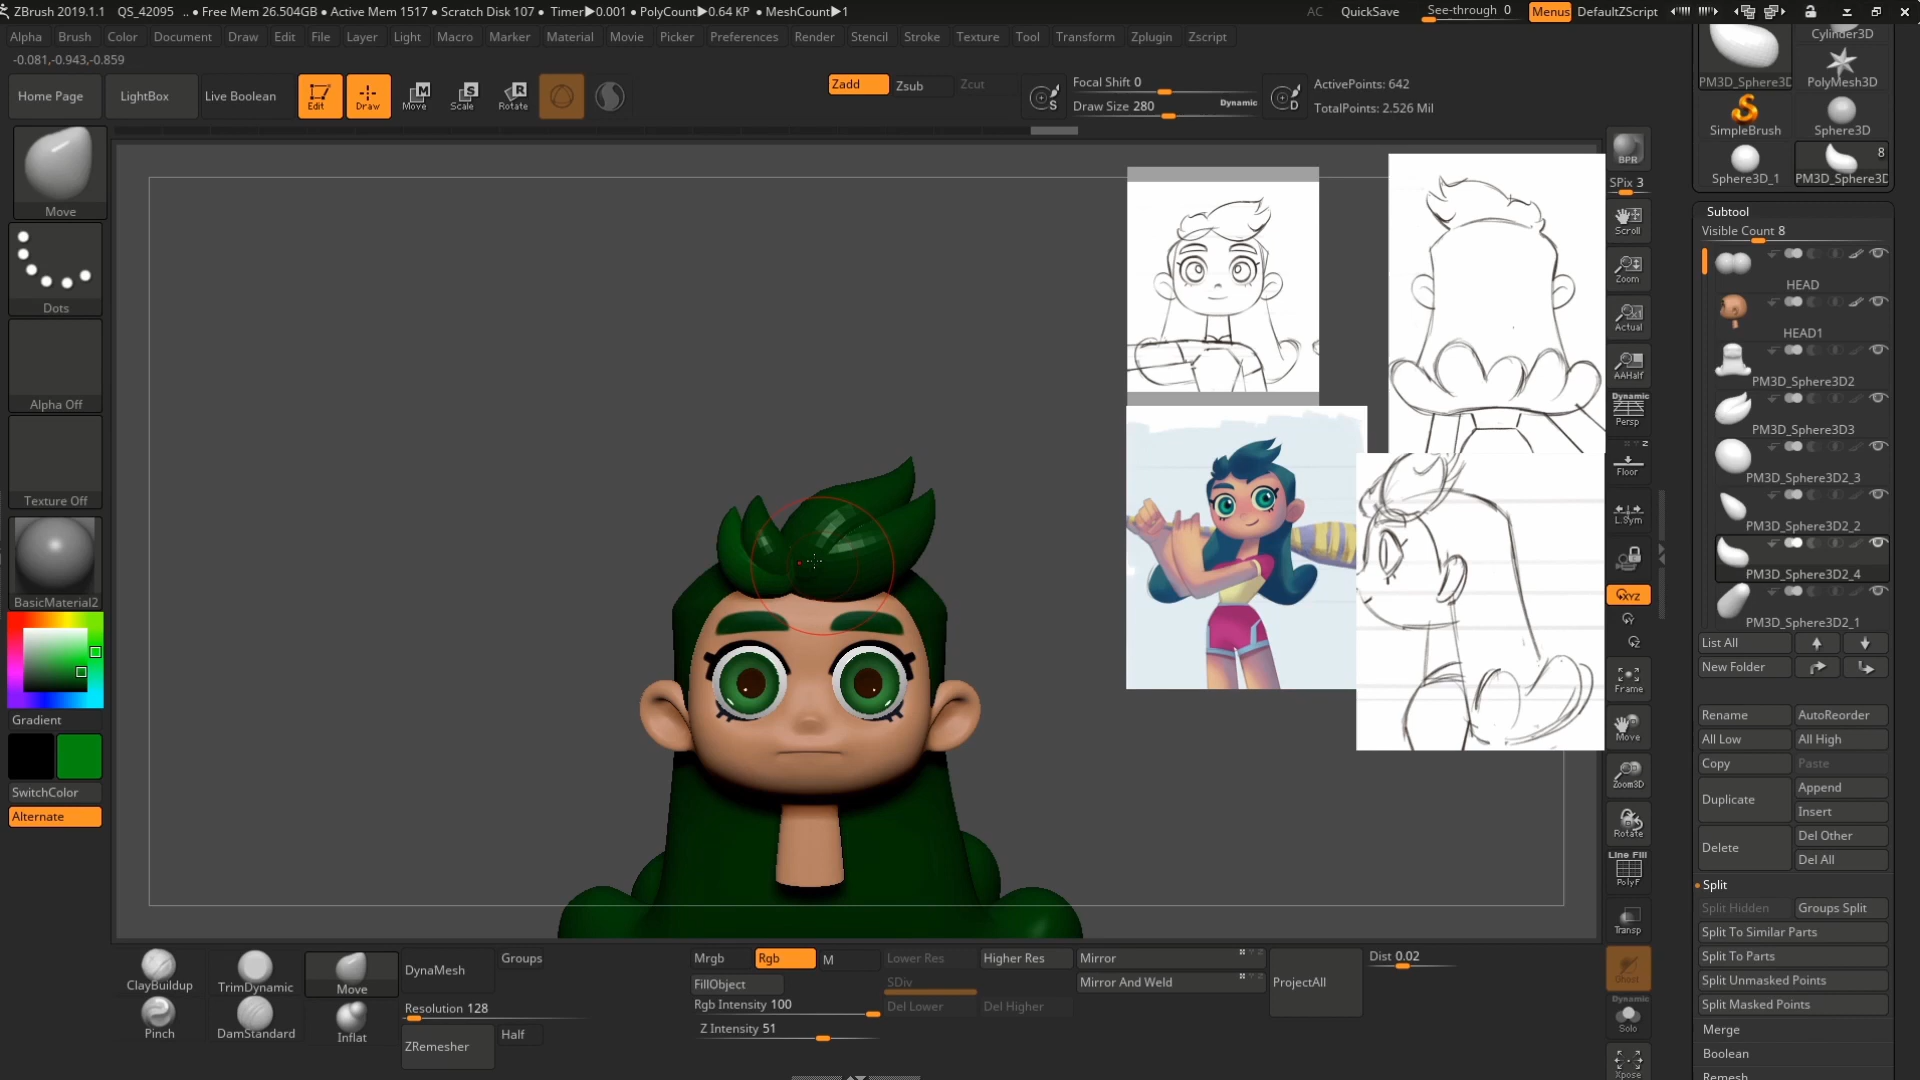 ZBrush 2019.1.1 QS_42095 .. • Free Mem 26.504GB • Active Mem 1517 • Scratch Disk 107 • Timer▶0.001 • PolyCount▶0.64 KP • MeshCount▶1 AC QuickSave See-through 0 Menus DefaultZScript
Alpha Brush Color Document Draw Edit File Layer Light Macro Marker Material Movie Picker Preferences Render Stencil Stroke Texture Tool Transform Zplugin Zscript
-0.081,-0.943,-0.859
Home Page LightBox Live Boolean Edit Draw Move Scale Rotate
Zadd Zsub Zcut
Focal Shift 0
Draw Size 280 Dynamic
S D
ActivePoints: 642
TotalPoints: 2.526 Mil
Move
Dots
Alpha Off
Texture Off
BasicMaterial2
Gradient
SwitchColor
Alternate
BPR
SPix 3
Scroll
Zoom
Actual
AAHalf
Dynamic
Persp
Floor
L.Sym
XYZ
Frame
Move
Zoom3D
Rotate
Line Fill
PolyF
Transp
Ghost
Dynamic
Solo
Xpose
Cylinder3D
PM3D_Sphere3D PolyMesh3D
SimpleBrush Sphere3D
8
Sphere3D_1 PM3D_Sphere3D
Subtool
Visible Count 8
HEAD
HEAD1
PM3D_Sphere3D2
PM3D_Sphere3D3
PM3D_Sphere3D2_3
PM3D_Sphere3D2_2
PM3D_Sphere3D2_4
PM3D_Sphere3D2_1
List All
New Folder
Rename AutoReorder
All Low All High
Copy Paste
Duplicate Append
Insert
Delete Del Other
Del All
Split
Split Hidden Groups Split
Split To Similar Parts
Split To Parts
Split Unmasked Points
Split Masked Points
Merge
Boolean
Remesh
ClayBuildup TrimDynamic Move
Pinch DamStandard Inflat
DynaMesh Groups
Resolution 128
ZRemesher Half
Mrgb Rgb M
FillObject
Rgb Intensity 100
Z Intensity 51
Lower Res Higher Res
SDiv
Del Lower Del Higher
Mirror
Mirror And Weld
ProjectAll
Dist 0.02